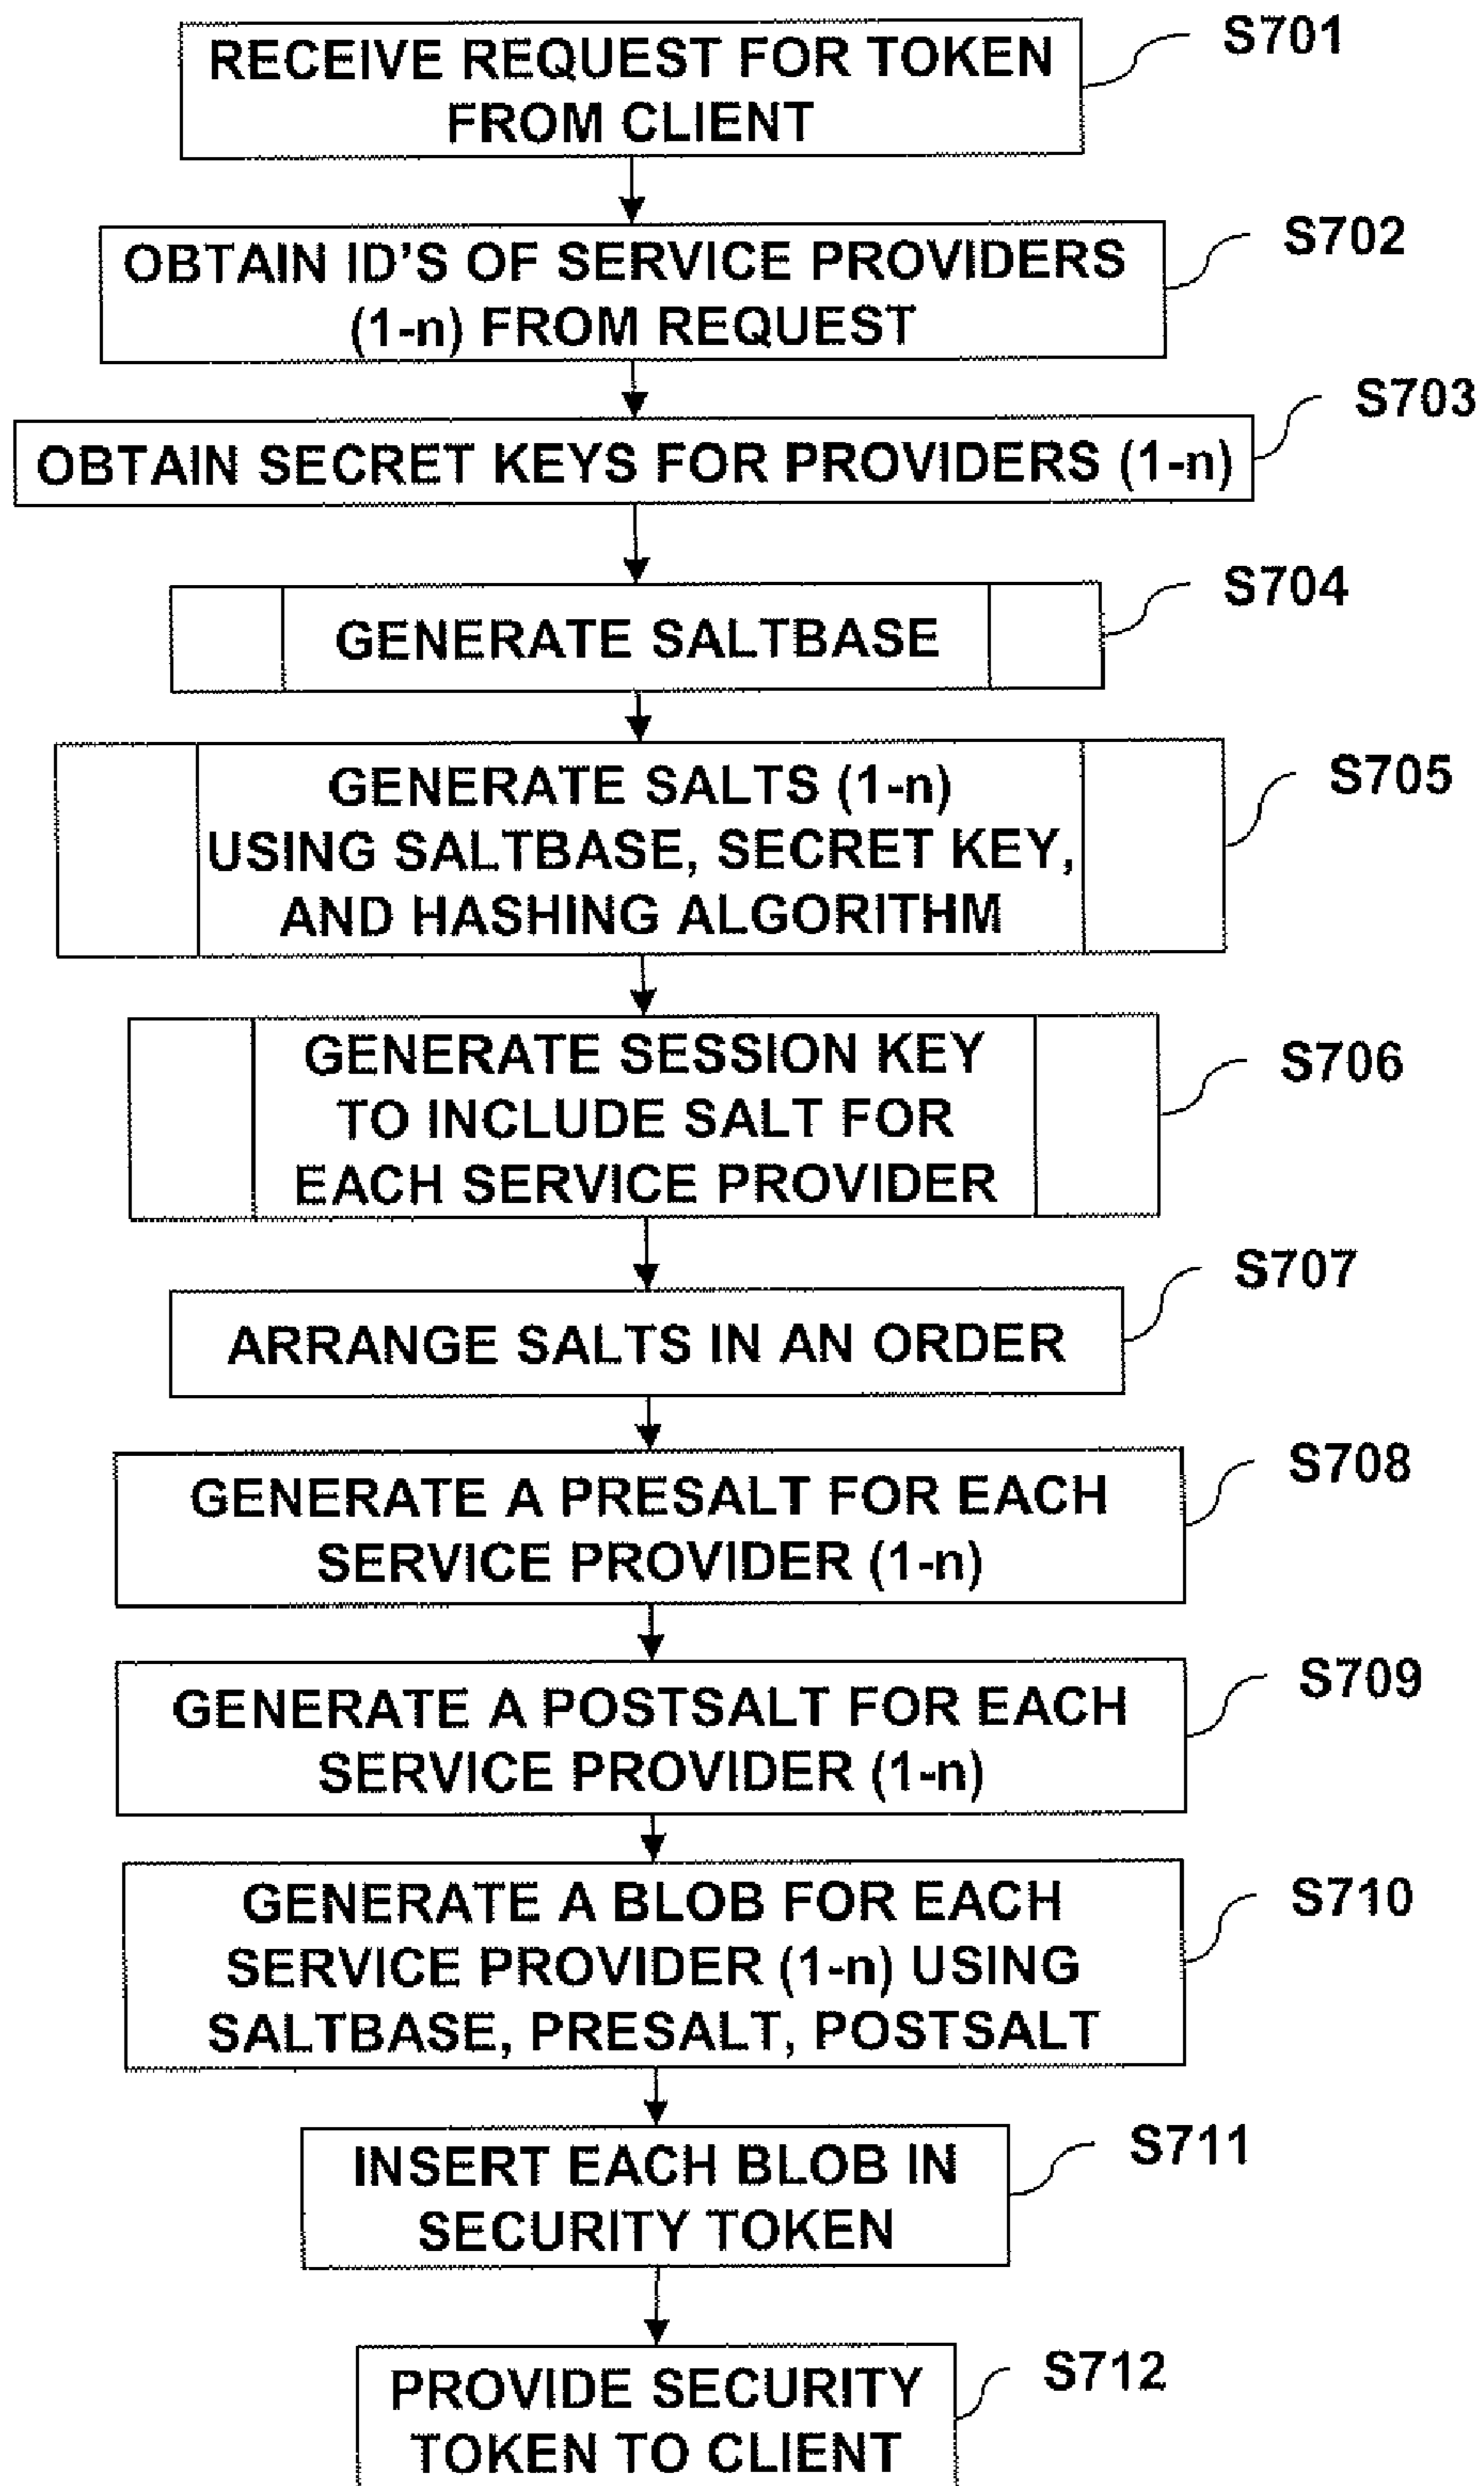 RECEIVE REQUEST FOR TOKEN
FROM CLIENT
S701
OBTAIN ID'S OF SERVICE PROVIDERS
(1-n) FROM REQUEST
S702
OBTAIN SECRET KEYS FOR PROVIDERS (1-n)
S703
GENERATE SALTBASE
S704
GENERATE SALTS (1-n)
USING SALTBASE, SECRET KEY,
AND HASHING ALGORITHM
S705
GENERATE SESSION KEY
TO INCLUDE SALT FOR
EACH SERVICE PROVIDER
S706
ARRANGE SALTS IN AN ORDER
S707
GENERATE A PRESALT FOR EACH
SERVICE PROVIDER (1-n)
S708
GENERATE A POSTSALT FOR EACH
SERVICE PROVIDER (1-n)
S709
GENERATE A BLOB FOR EACH
SERVICE PROVIDER (1-n) USING
SALTBASE, PRESALT, POSTSALT
S710
INSERT EACH BLOB IN
SECURITY TOKEN
S711
PROVIDE SECURITY
TOKEN TO CLIENT
S712